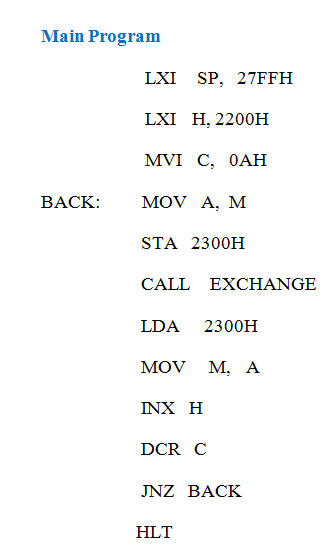 Main Program
LXI SP, 27FFH
LXI H, 2200H
MVI C, 0AH
BACK: MOV A, M
STA 2300H
CALL EXCHANGE
LDA 2300H
MOV M, A
INX H
DCR C
JNZ BACK
HLT